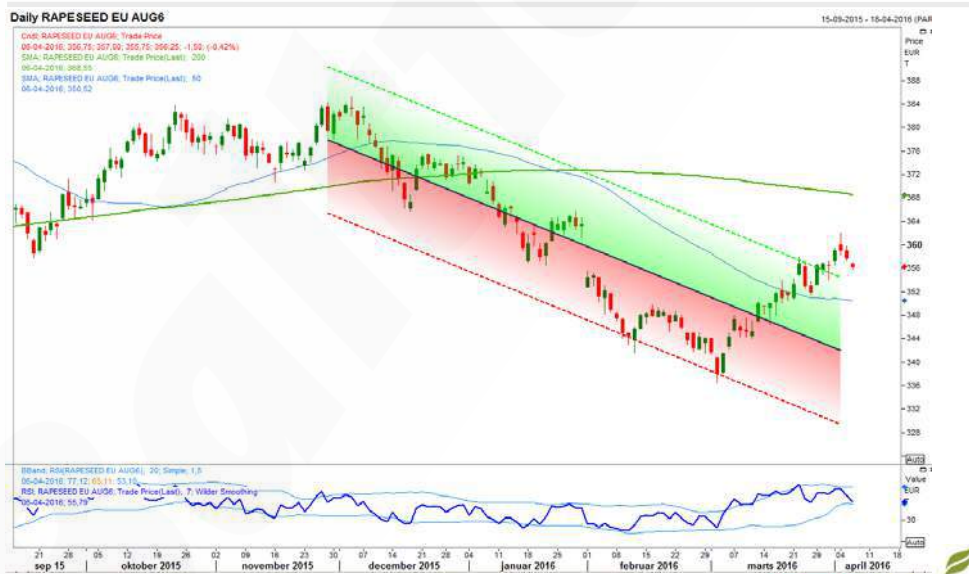 Daily RAPESEED EU AUG6
15-09-2015 - 18-04-2016 (PAR
Cndl; RAPESEED EU AUG6; Trade Price
06-04-2016; 356,75; 357,50; 355,75; 356,25; -1,50; (-0,42%)
SMA; RAPESEED EU AUG6; Trade Price(Last); 200
06-04-2016; 368,55
SMA; RAPESEED EU AUG6; Trade Price(Last); 50
06-04-2016; 350,52
Price
EUR
T
388
384
380
376
372
368
364
360
356
352
348
344
340
336
332
328
Auto
BBand; RSI(RAPESEED EU AUG6); 20; Simple; 1,5
06-04-2016; 77,12; 65,11; 53,10
RSI; RAPESEED EU AUG6; Trade Price(Last); 7; Wilder Smoothing
06-04-2016; 55,79
Value
EUR
30
Auto
21 28 05 12 19 26 02 09 16 23 30 07 14 21 28 04 11 18 25 01 08 15 22 29 07 14 21 29 04 11 18
sep 15 oktober 2015 november 2015 december 2015 januar 2016 februar 2016 marts 2016 april 2016